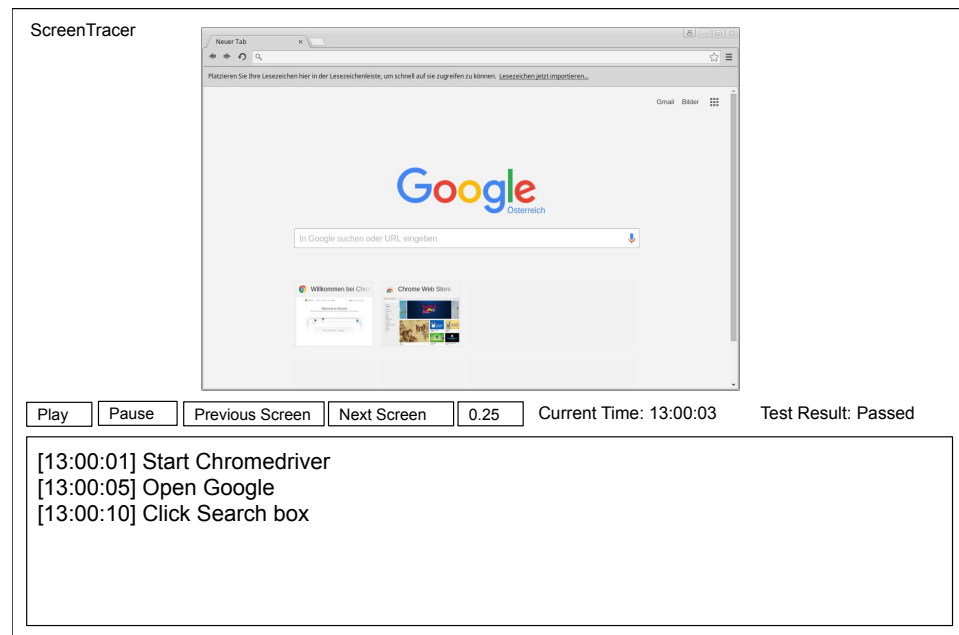 ScreenTracer
Neuer Tab
Platzieren Sie Ihre Lesezeichen hier in der Lesezeichenleiste, um schnell auf sie zugreifen zu können. Lesezeichen jetzt importieren...
Gmail Bilder
Google
Österreich
In Google suchen oder URL eingeben
Willkommen bei Chro
Chrome Web Store
Play Pause Previous Screen Next Screen 0.25 Current Time: 13:00:03 Test Result: Passed
[13:00:01] Start Chromedriver
[13:00:05] Open Google
[13:00:10] Click Search box